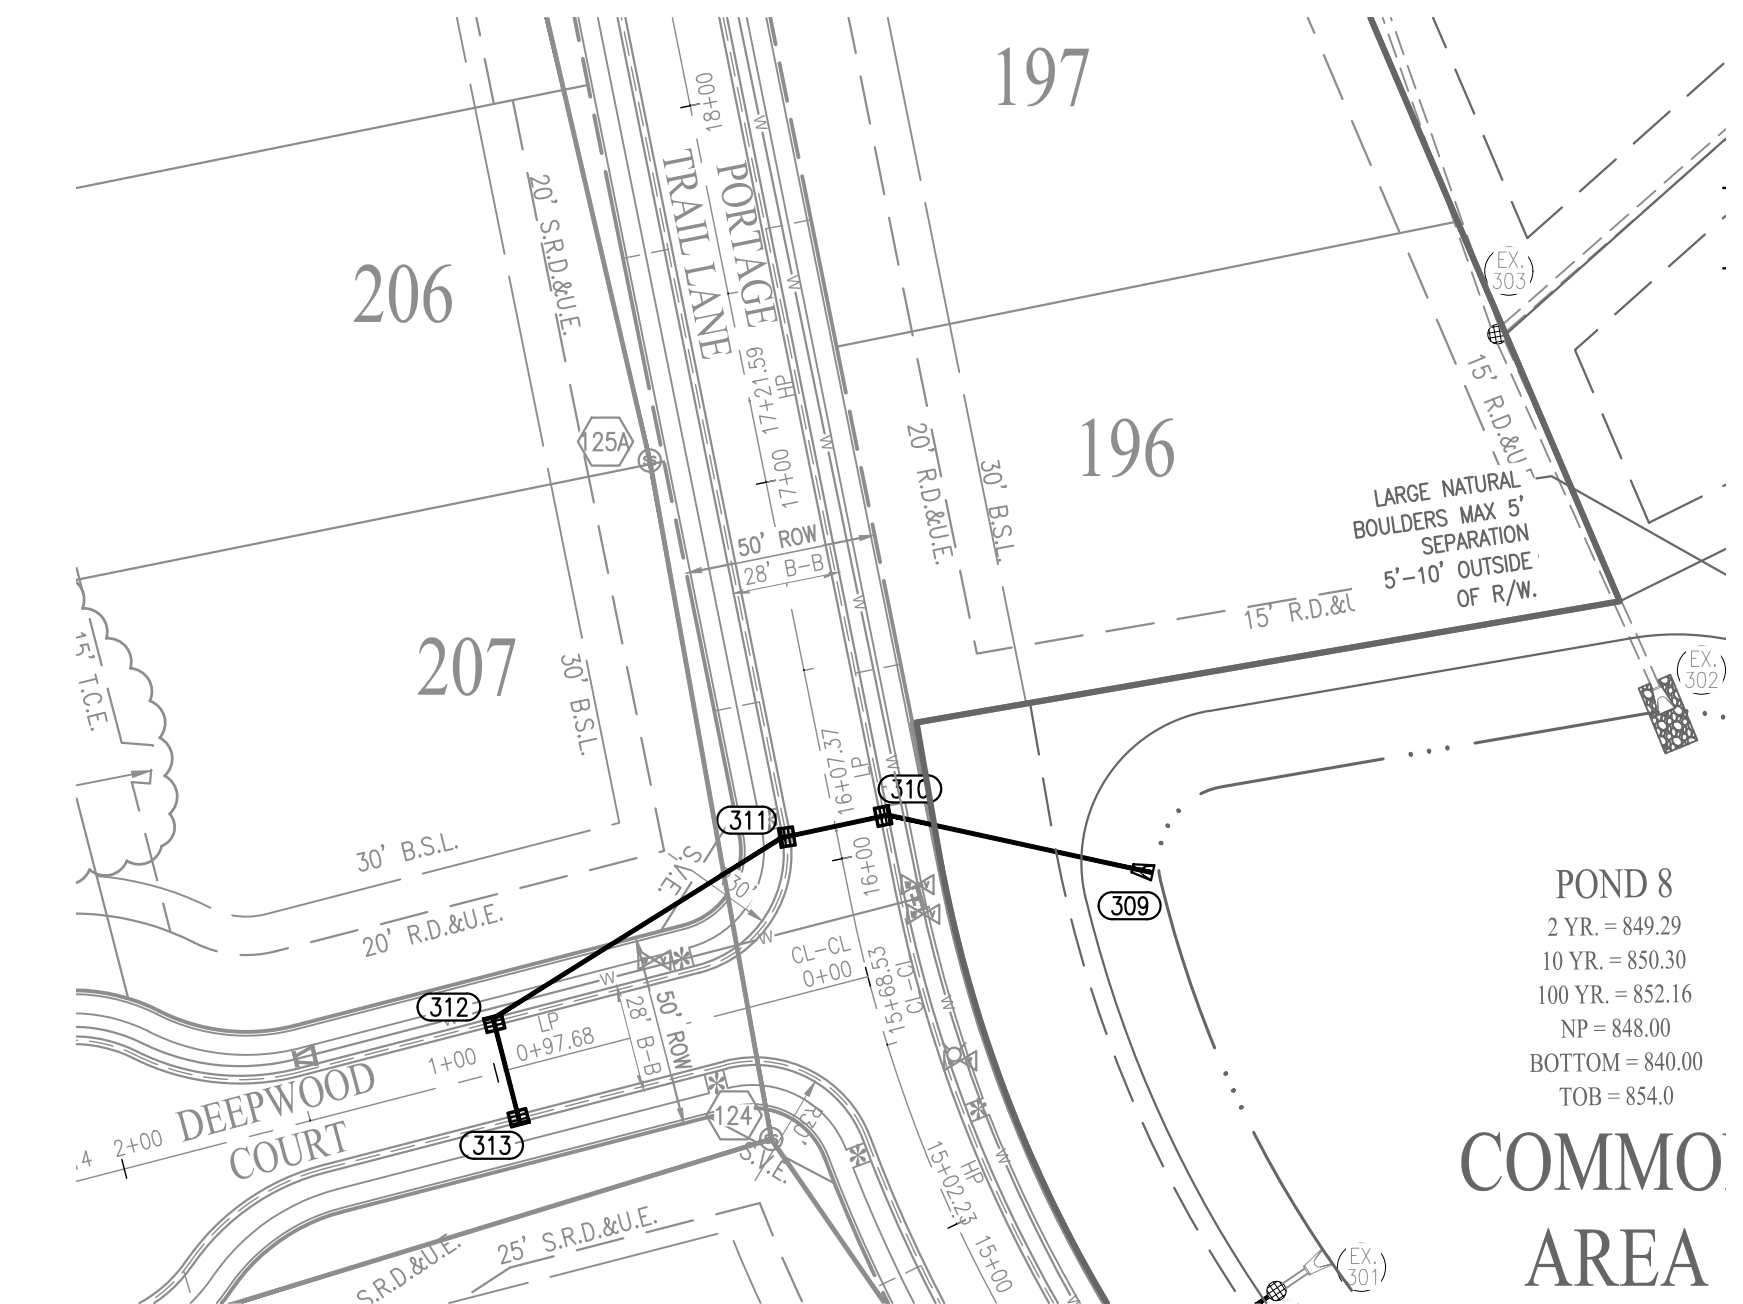 197
18+00
PORTAGE
TRAIL LANE
20' S.R.D.&U.E.
206
EX.
303
17+21.59
HP
15' R.D.&U
196
125A
20' R.D.&U.E.
30' B.S.L.
17+00
LARGE NATURAL
BOULDERS MAX 5'
SEPARATION
5'-10' OUTSIDE
OF R/W.
50' ROW
28' B-B
15' R.D.&U
207
30' B.S.L.
15' T.C.E.
EX.
302
16+07.37
LP
310
311
30' B.S.L.
S.V.E.
30'
16+00
309
POND 8
2 YR. = 849.29
10 YR. = 850.30
100 YR. = 852.16
NP = 848.00
BOTTOM = 840.00
TOB = 854.0
20' R.D.&U.E.
CL-CL
0+00
15+68.53
CL-CL
312
LP
0+97.68
1+00
28' B-B
50' ROW
DEEPWOOD
COURT
2+00
.4
313
124
R30'
S.V.E.
HP
15+02.23
15+00
COMMO
AREA
25' S.R.D.&U.E.
S.R.D.&U.E.
EX.
301
W
W
W
W
W
W
W
W
W
W